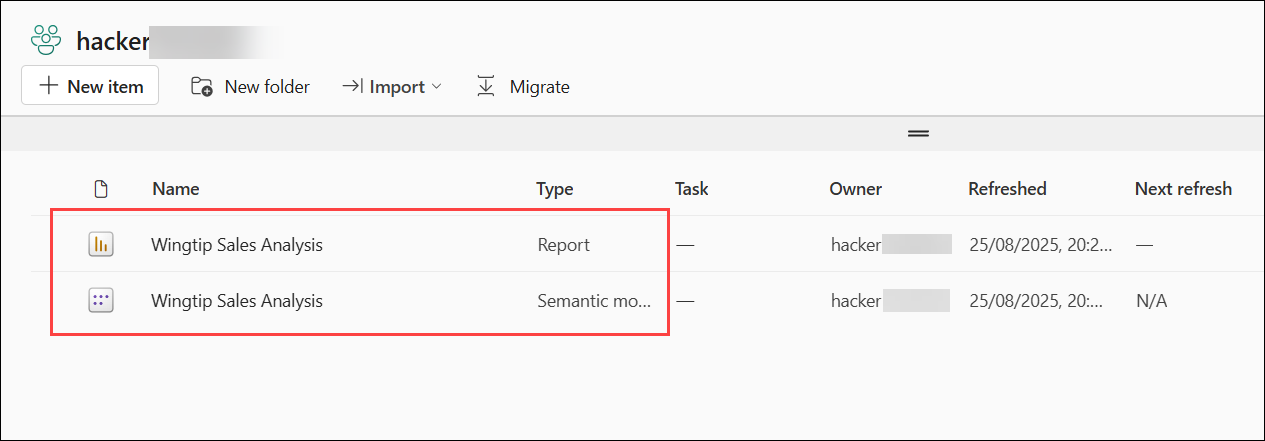 hacker
New item New folder Import Migrate
Name Type Task Owner Refreshed Next refresh
Wingtip Sales Analysis Report — hacker 25/08/2025, 20:2... —
Wingtip Sales Analysis Semantic mo... — hacker 25/08/2025, 20:... N/A